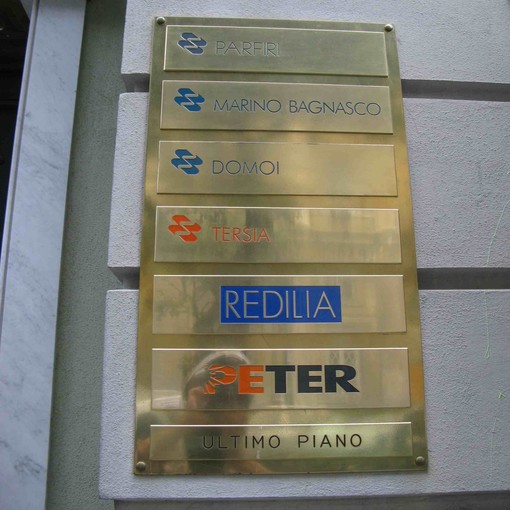 PARFIRI
MARINO BAGNASCO
DOMOI
TERSIA
REDILIA
PETER
ULTIMO PIANO